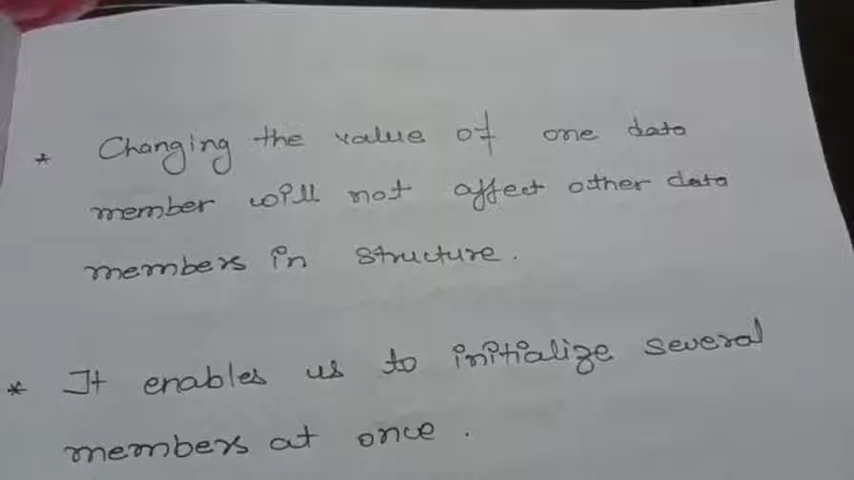 * Changing the value of one data
member will not affect other data
members in structure.
* It enables us to initialize several
members at once.